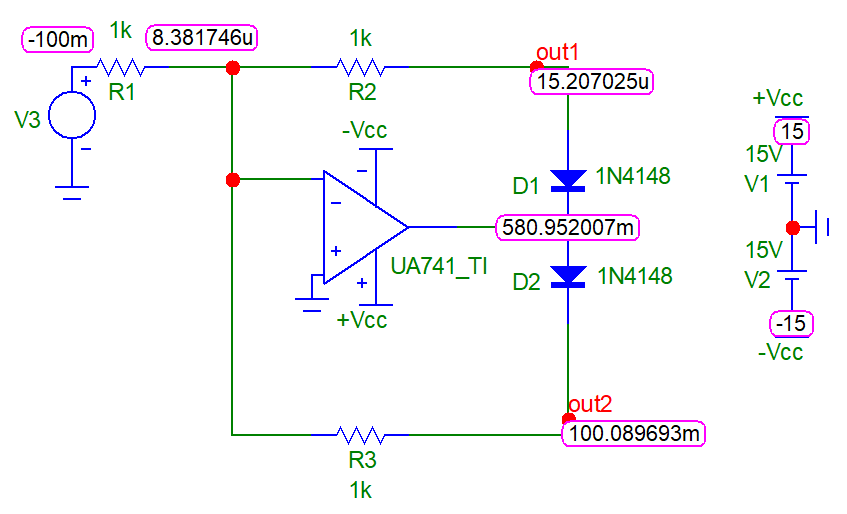 -100m
1k
8.381746u
1k
out1
R1
R2
15.207025u
V3
+
-
-Vcc
-
+Vcc
15
15V
V1
D1
1N4148
-
+
580.952007m
UA741_TI
+
+Vcc
D2
1N4148
15V
V2
-15
-Vcc
out2
100.089693m
R3
1k